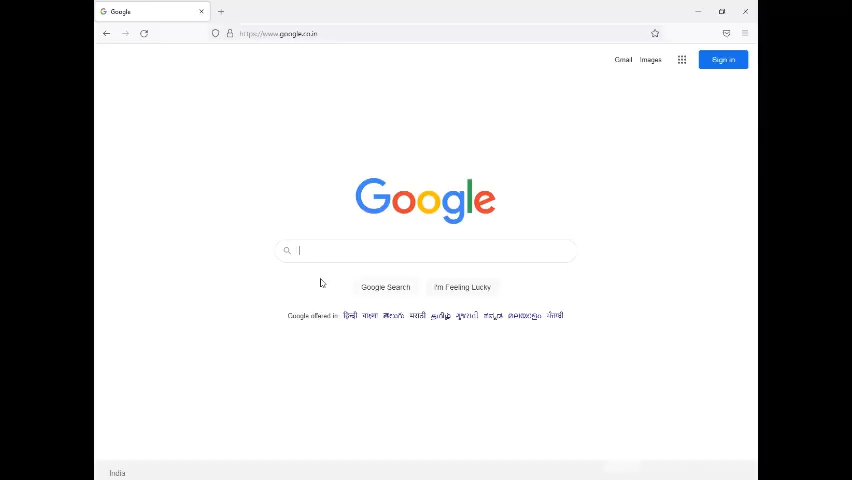 Google
https://www.google.co.in
Gmail Images Sign in
Google
Google Search I'm Feeling Lucky
Google offered in: हिन्दी বাংলা తెలుగు मराठी தமிழ் ગુજરાતી ಕನ್ನಡ മലയാളം ਪੰਜਾਬੀ
India